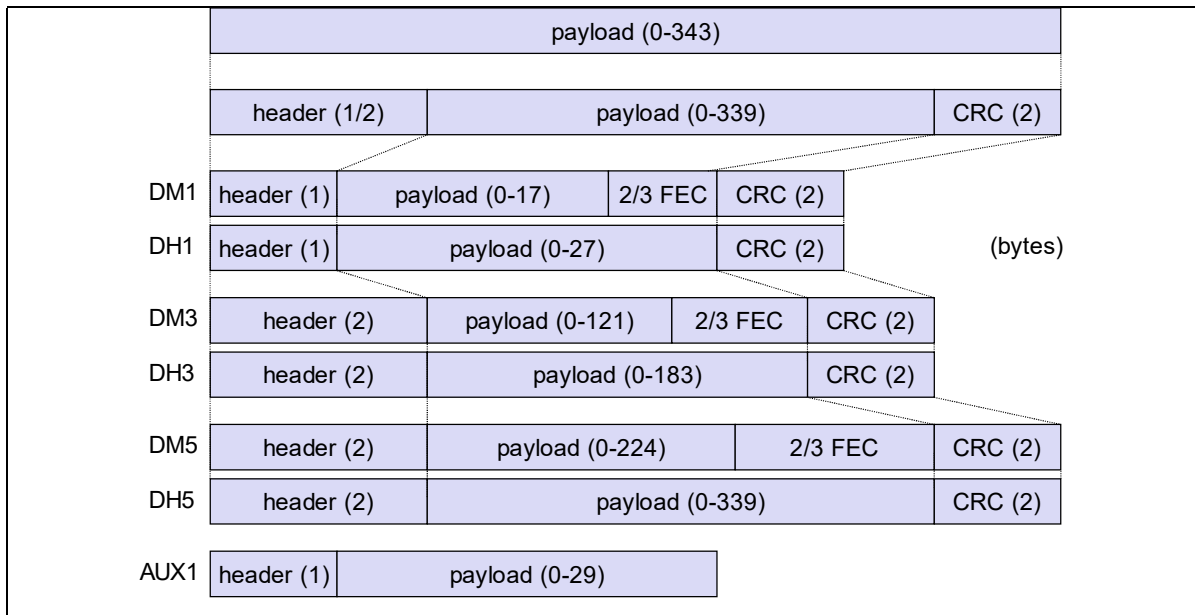 payload (0-343)
header (1/2) payload (0-339) CRC (2)
DM1 header (1) payload (0-17) 2/3 FEC CRC (2)
DH1 header (1) payload (0-27) CRC (2) (bytes)
DM3 header (2) payload (0-121) 2/3 FEC CRC (2)
DH3 header (2) payload (0-183) CRC (2)
DM5 header (2) payload (0-224) 2/3 FEC CRC (2)
DH5 header (2) payload (0-339) CRC (2)
AUX1 header (1) payload (0-29)